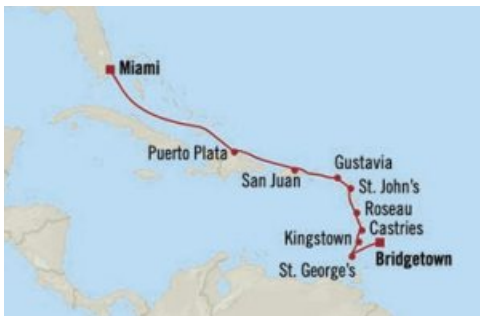 Miami
Puerto Plata
San Juan
Gustavia
St. John's
Roseau
Castries
Kingstown
St. George's
Bridgetown